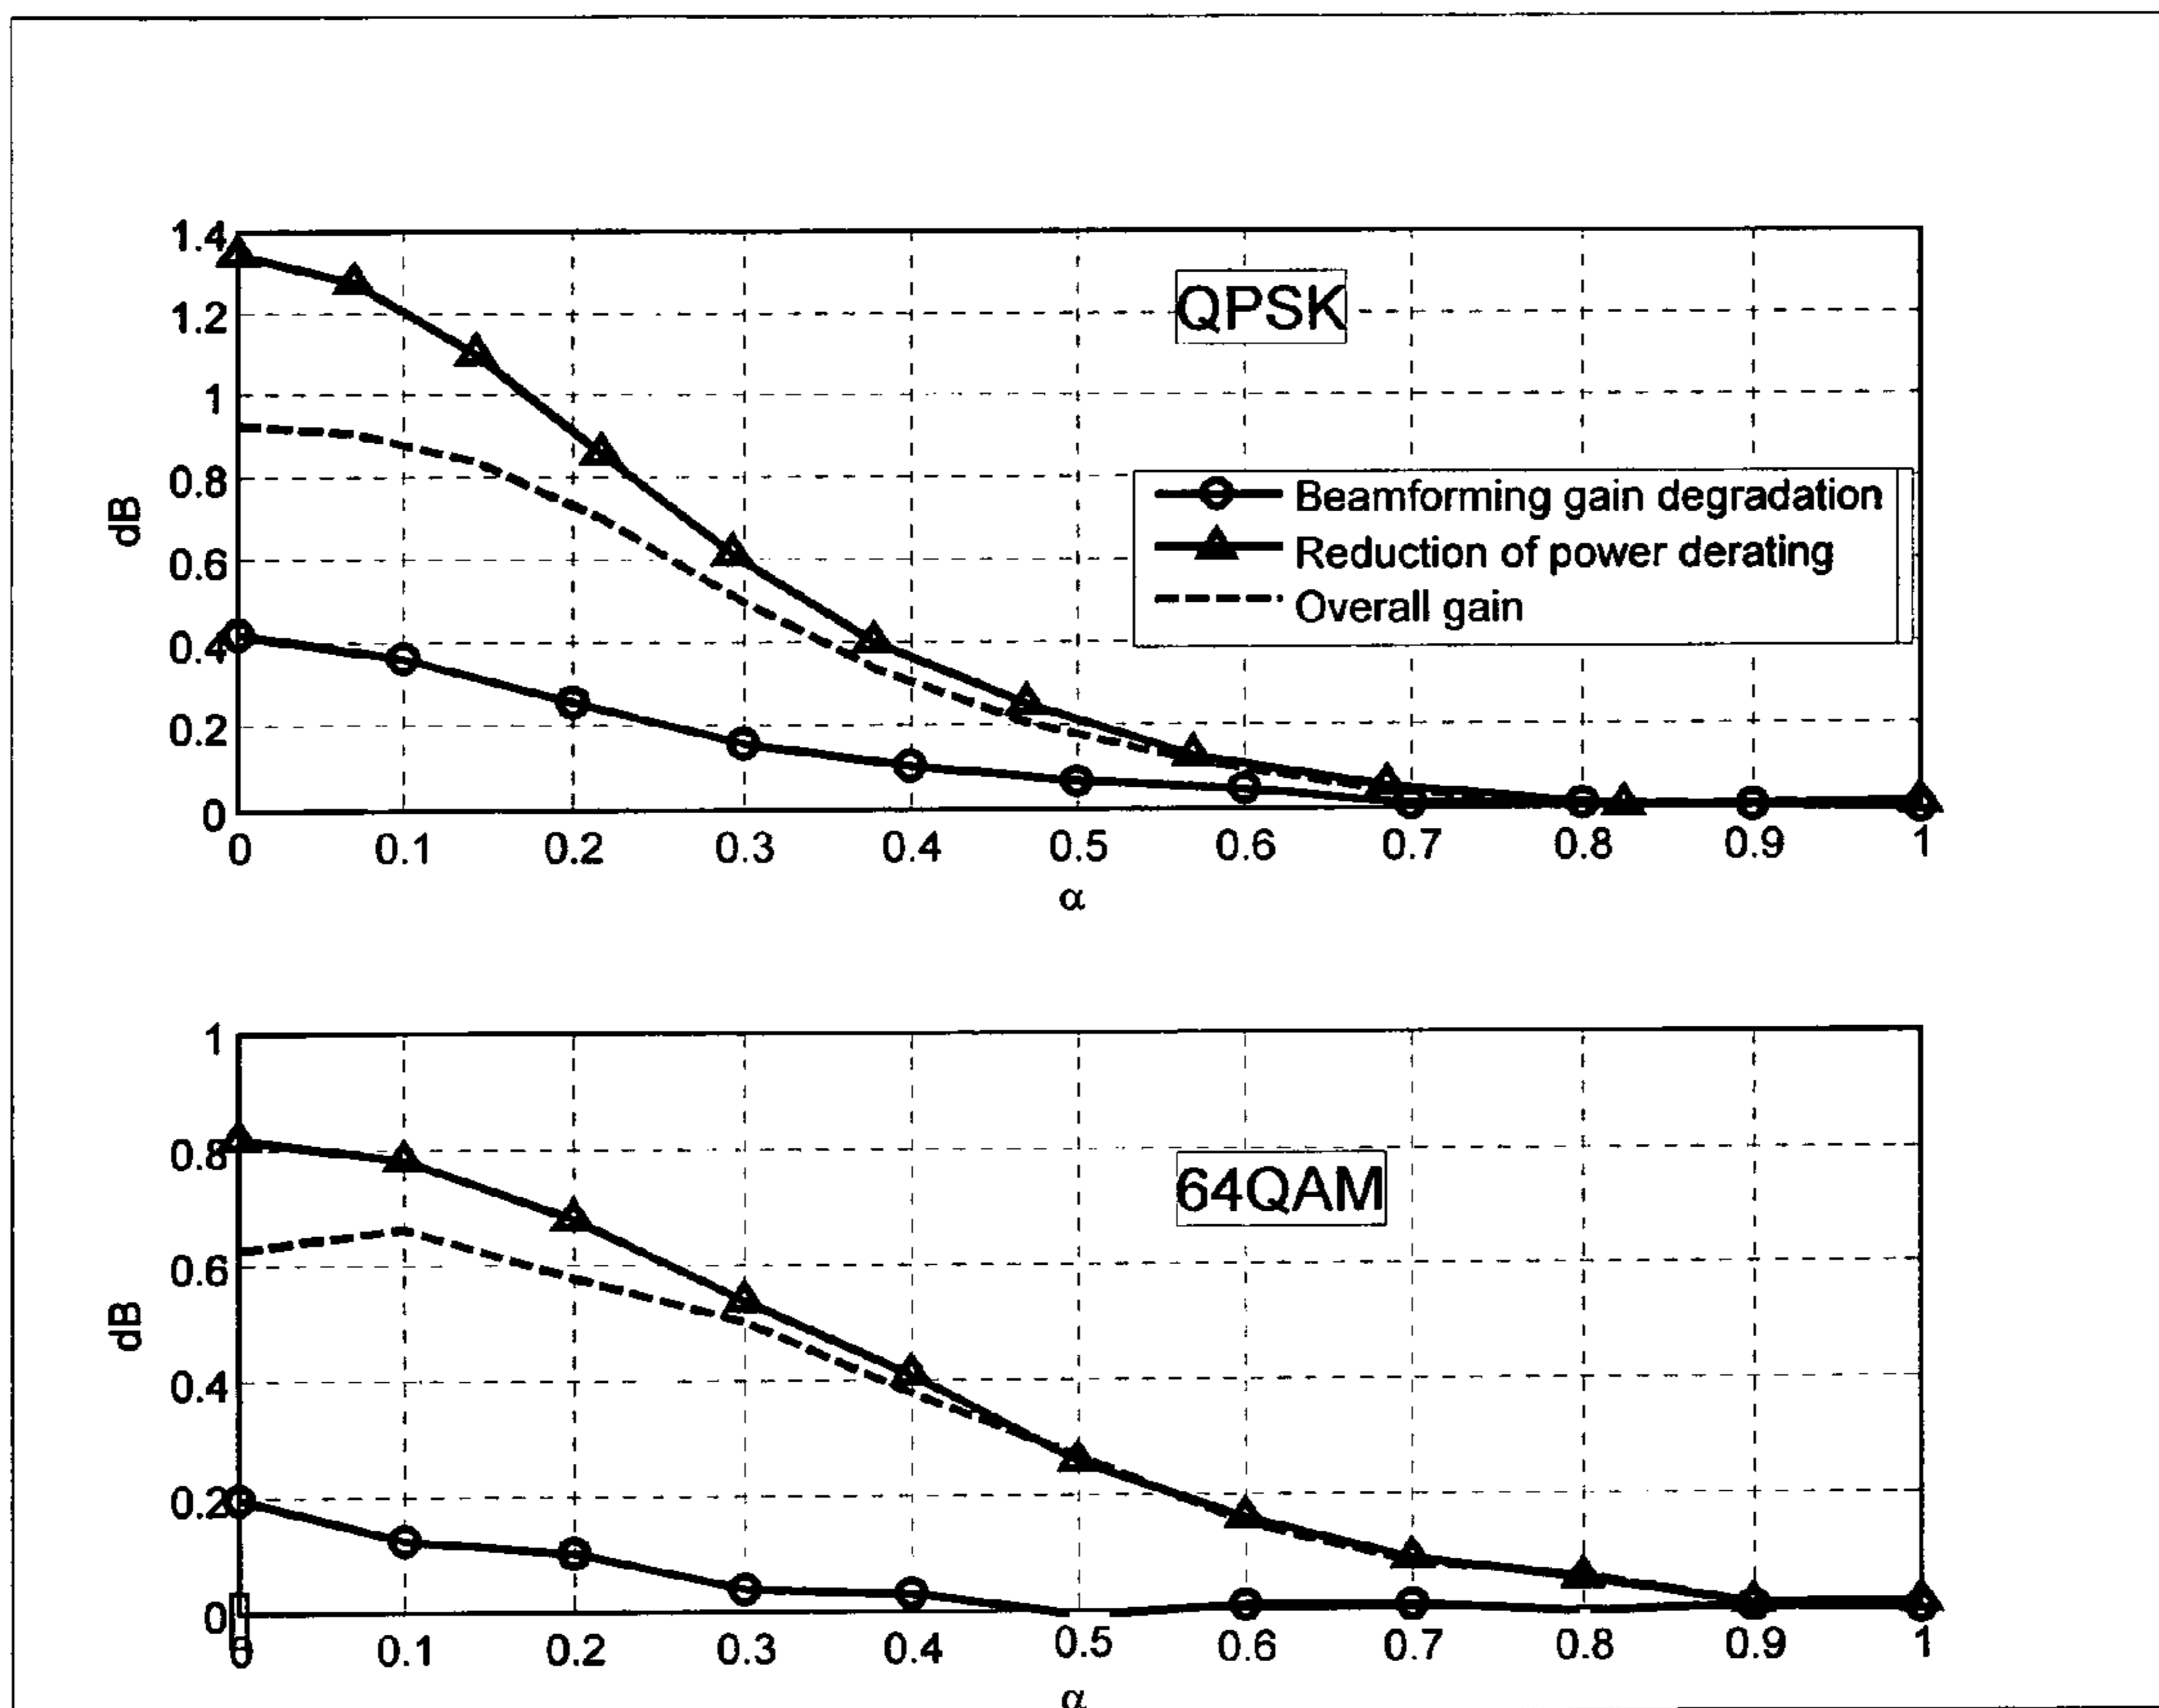 1.4
1.2
1
0.8
0.6
0.4
0.2
0
dB
QPSK
Beamforming gain degradation
Reduction of power derating
Overall gain
0 0.1 0.2 0.3 0.4 0.5 0.6 0.7 0.8 0.9 1
α
1
0.8
0.6
0.4
0.2
0
dB
64QAM
0 0.1 0.2 0.3 0.4 0.5 0.6 0.7 0.8 0.9 1
α